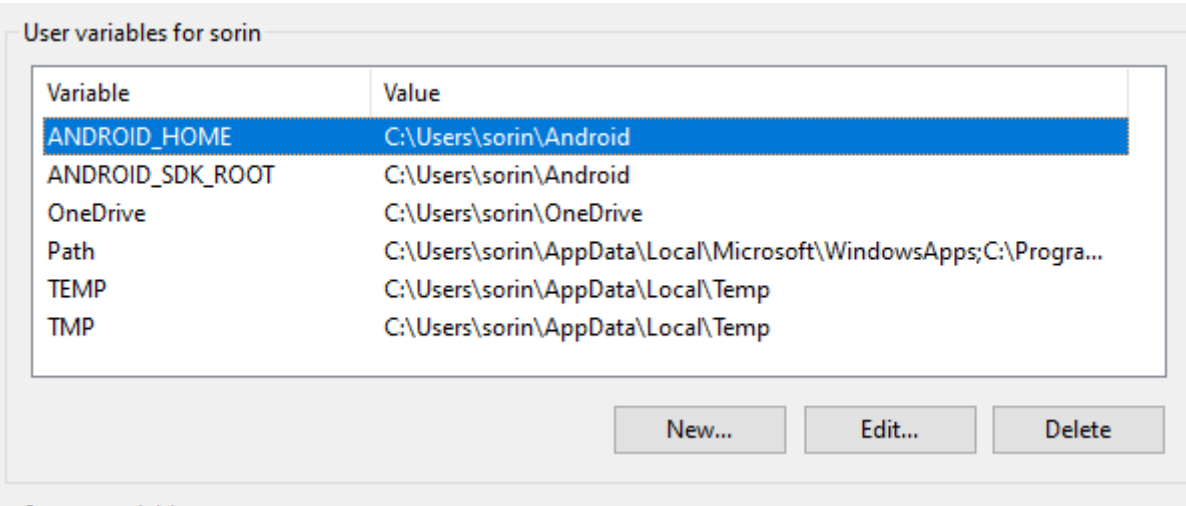 User variables for sorin
Variable Value
ANDROID_HOME C:\Users\sorin\Android
ANDROID_SDK_ROOT C:\Users\sorin\Android
OneDrive C:\Users\sorin\OneDrive
Path C:\Users\sorin\AppData\Local\Microsoft\WindowsApps;C:\Progra...
TEMP C:\Users\sorin\AppData\Local\Temp
TMP C:\Users\sorin\AppData\Local\Temp
New... Edit... Delete